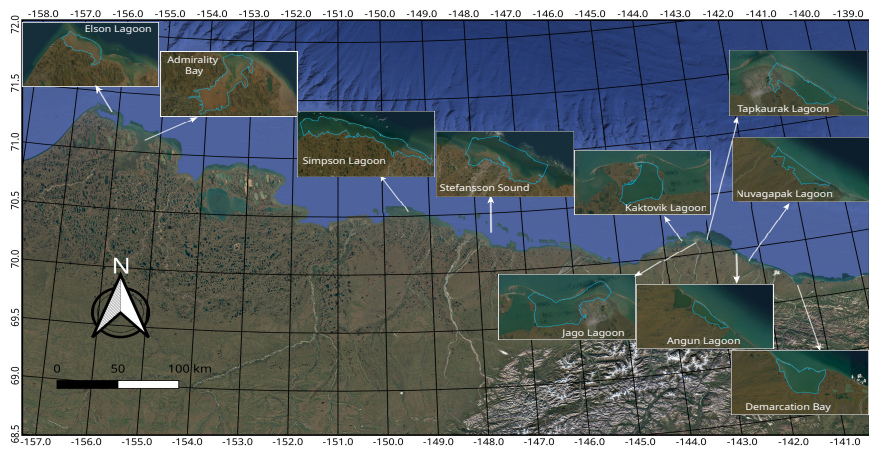 -158.0 -157.0 -156.0 -155.0 -154.0 -153.0 -152.0 -151.0 -150.0 -149.0 -148.0 -147.0 -146.0 -145.0 -144.0 -143.0 -142.0 -141.0 -140.0 -139.0
72.0
71.5
71.0
70.5
70.0
69.5
69.0
68.5
Elson Lagoon
Admirality
Bay
Simpson Lagoon
Stefansson Sound
Kaktovik Lagoon
Tapkaurak Lagoon
Nuvagapak Lagoon
Jago Lagoon
Angun Lagoon
Demarcation Bay
N
0 50 100 km
-157.0 -156.0 -155.0 -154.0 -153.0 -152.0 -151.0 -150.0 -149.0 -148.0 -147.0 -146.0 -145.0 -144.0 -143.0 -142.0 -141.0